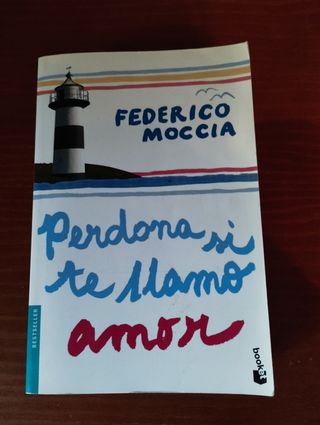 FEDERICO
MOCCIA
Perdona si
te llamo
amor
BESTSELLER
booket